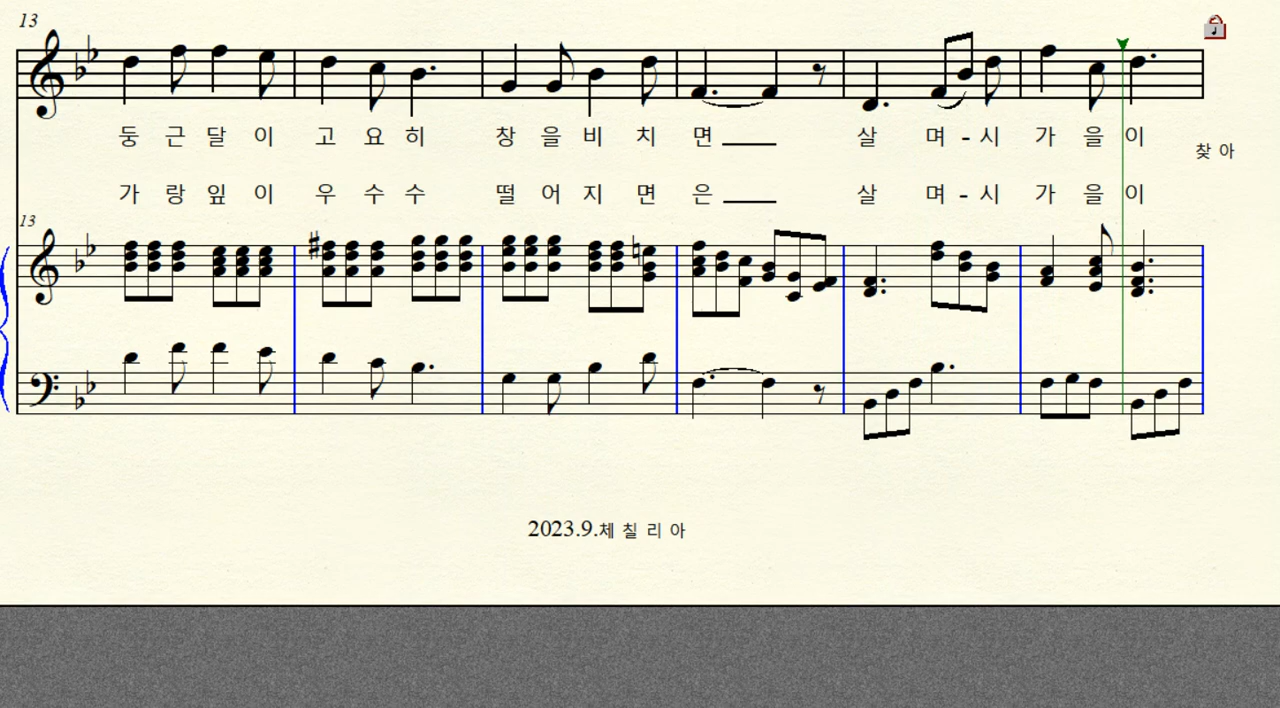 13
둥 근 달 이 고 요 히 창 을 비 치 면 살 며 - 시 가 을 이
찾 아
가 랑 잎 이 우 수 수 떨 어 지 면 은 살 며 - 시 가 을 이
13
2023.9.체 칠 리 아